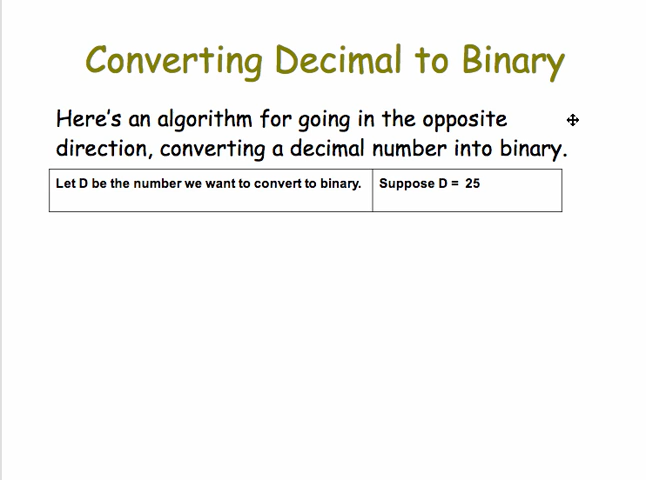 Converting Decimal to Binary
Here's an algorithm for going in the opposite
direction, converting a decimal number into binary.
Let D be the number we want to convert to binary.
Suppose D = 25